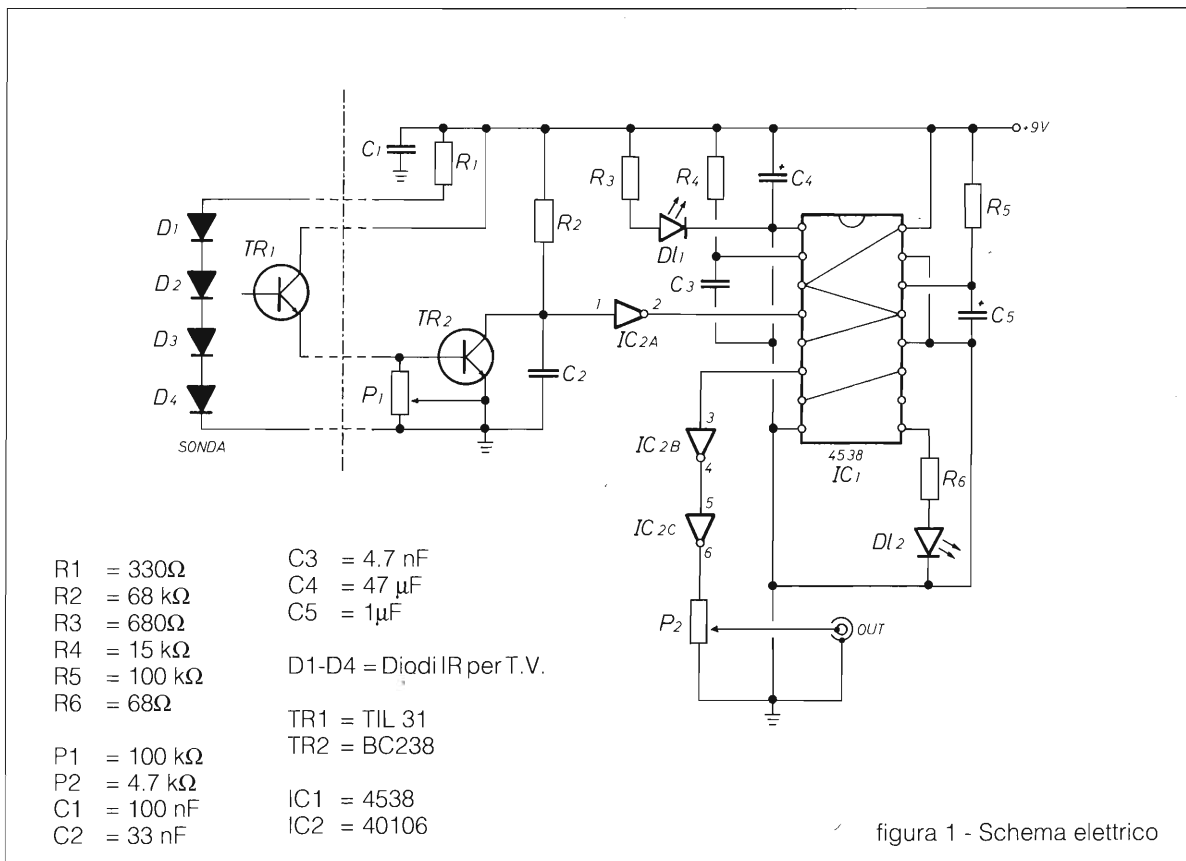 +9V
C1
R1
R2
R3
R4
C4
R5
D1
D2
D3
D4
TR1
TR2
Dl1
C3
C5
1
2
IC2A
C2
P1
SONDA
3
IC2B
4
4538
IC1
R6
5
IC2C
6
Dl2
P2
OUT
R1 = 330Ω
R2 = 68 kΩ
R3 = 680Ω
R4 = 15 kΩ
R5 = 100 kΩ
R6 = 68Ω
P1 = 100 kΩ
P2 = 4.7 kΩ
C1 = 100 nF
C2 = 33 nF
C3 = 4.7 nF
C4 = 47 µF
C5 = 1µF
D1-D4 = Diodi IR per T.V.
TR1 = TIL 31
TR2 = BC238
IC1 = 4538
IC2 = 40106
figura 1 - Schema elettrico